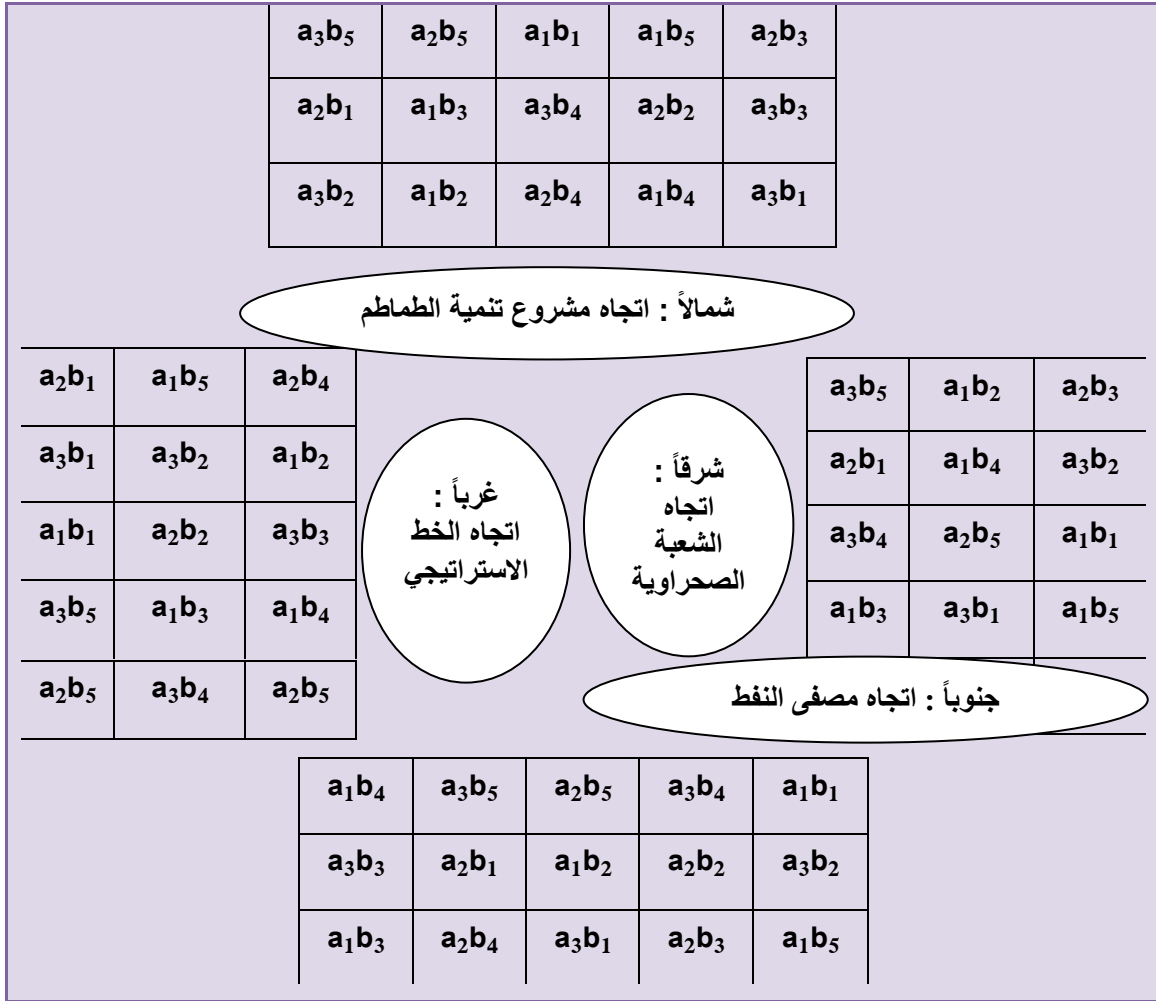 a₃b₅ a₂b₅ a₁b₁ a₁b₅ a₂b₃
a₂b₁ a₁b₃ a₃b₄ a₂b₂ a₃b₃
a₃b₂ a₁b₂ a₂b₄ a₁b₄ a₃b₁
شمالاً : اتجاه مشروع تنمية الطماطم
a₂b₁ a₁b₅ a₂b₄
a₃b₁ a₃b₂ a₁b₂
a₁b₁ a₂b₂ a₃b₃
a₃b₅ a₁b₃ a₁b₄
a₂b₅ a₃b₄ a₂b₅
غرباً :
اتجاه الخط
الاستراتيجي
شرقاً :
اتجاه
الشعبة
الصحراوية
a₃b₅ a₁b₂ a₂b₃
a₂b₁ a₁b₄ a₃b₂
a₃b₄ a₂b₅ a₁b₁
a₁b₃ a₃b₁ a₁b₅
جنوباً : اتجاه مصفى النفط
a₁b₄ a₃b₅ a₂b₅ a₃b₄ a₁b₁
a₃b₃ a₂b₁ a₁b₂ a₂b₂ a₃b₂
a₁b₃ a₂b₄ a₃b₁ a₂b₃ a₁b₅